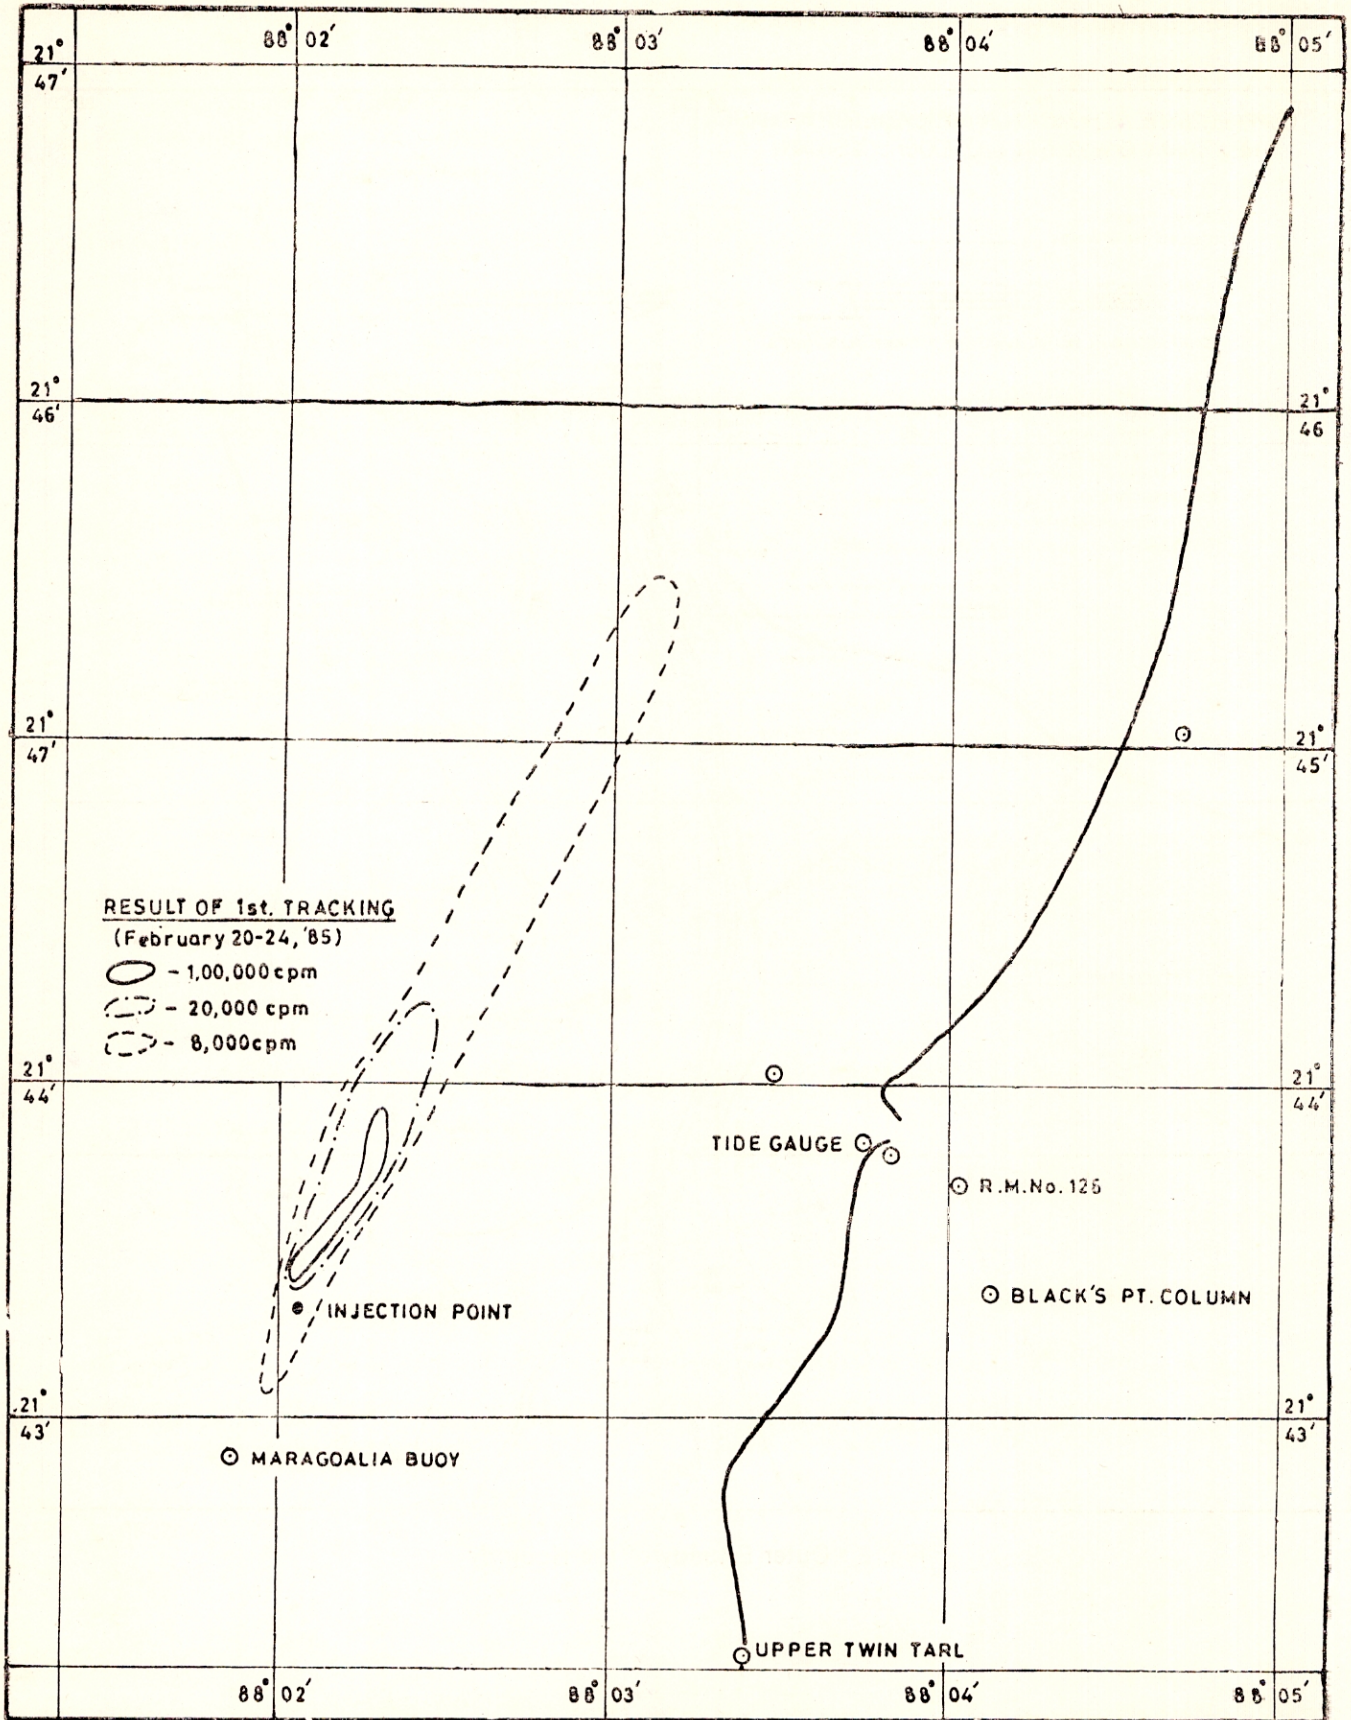 88° 02'
88° 03'
88° 04'
88° 05'
21°
47'
21°
46'
21°
46
21°
47'
21°
45'
RESULT OF 1st. TRACKING
(February 20-24, '85)
- 1,00,000 cpm
- 20,000 cpm
- 8,000cpm
21°
44'
21°
44'
TIDE GAUGE
R.M.No. 126
BLACK'S PT. COLUMN
INJECTION POINT
21°
43'
21°
43'
MARAGOALIA BUOY
UPPER TWIN TARL
88° 02'
88° 03'
88° 04'
88° 05'